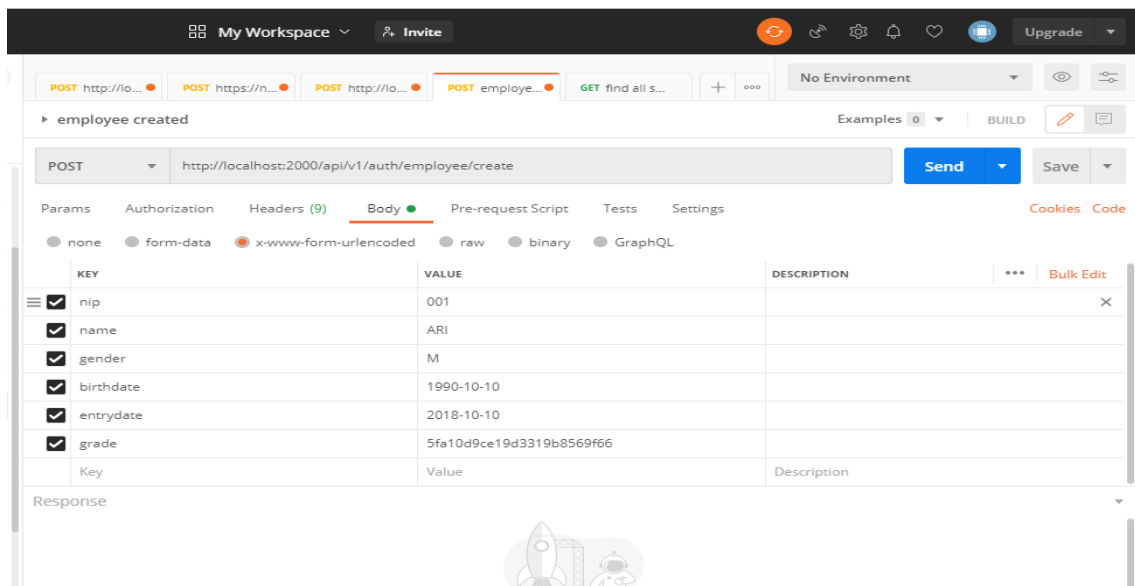 My Workspace Invite Upgrade
POST http://lo... POST https://n... POST http://lo... POST employe... GET find all s... No Environment
employee created Examples 0 BUILD
POST http://localhost:2000/api/v1/auth/employee/create Send Save
Params Authorization Headers (9) Body Pre-request Script Tests Settings Cookies Code
none form-data x-www-form-urlencoded raw binary GraphQL
KEY VALUE DESCRIPTION Bulk Edit
nip 001
name ARI
gender M
birthdate 1990-10-10
entrydate 2018-10-10
grade 5fa10d9ce19d3319b8569f66
Key Value Description
Response